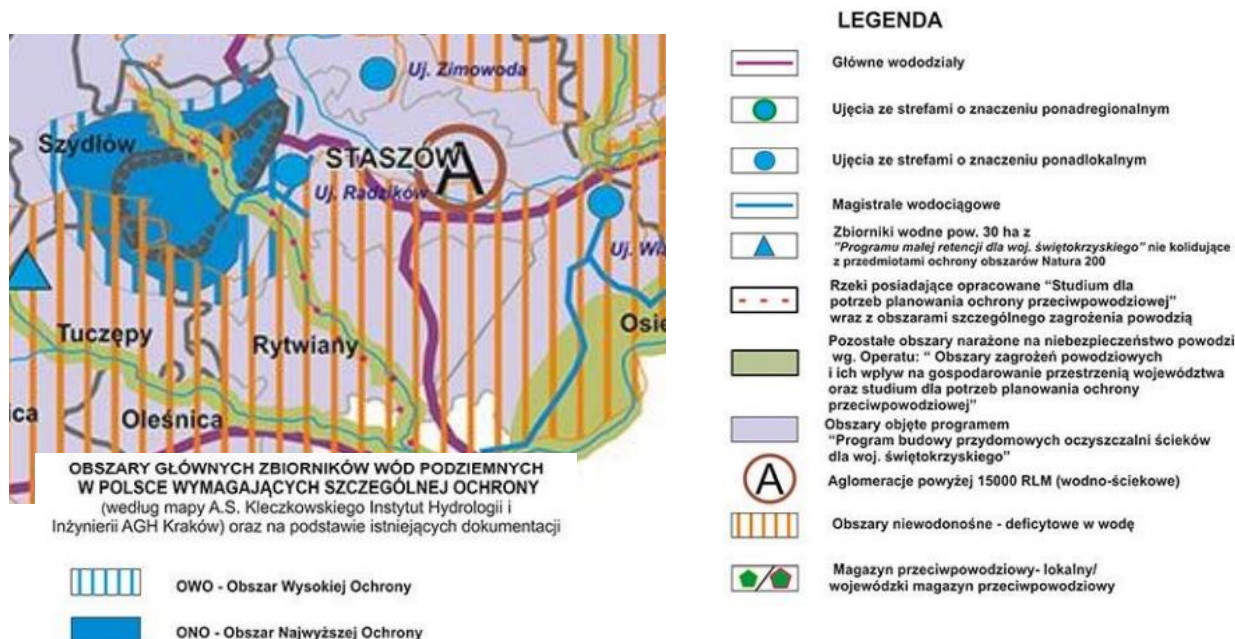 Uj. Zimowoda
Szydłów
STASZÓW
A
Uj. Radzików
Uj. Wią
Tuczępy
Rytwiany
Osie
ica
Oleśnica
OBSZARY GŁÓWNYCH ZBIORNIKÓW WÓD PODZIEMNYCH
W POLSCE WYMAGAJĄCYCH SZCZEGÓLNEJ OCHRONY
(według mapy A.S. Kleczkowskiego Instytut Hydrologii i
Inżynierii AGH Kraków) oraz na podstawie istniejących dokumentacji
OWO - Obszar Wysokiej Ochrony
ONO - Obszar Najwyższej Ochrony
LEGENDA
Główne wododziały
Ujęcia ze strefami o znaczeniu ponadregionalnym
Ujęcia ze strefami o znaczeniu ponadlokalnym
Magistrale wodociągowe
Zbiorniki wodne pow. 30 ha z
"Programu małej retencji dla woj. świętokrzyskiego" nie kolidujące
z przedmiotami ochrony obszarów Natura 200
Rzeki posiadające opracowane "Studium dla
potrzeb planowania ochrony przeciwpowodziowej"
wraz z obszarami szczególnego zagrożenia powodzią
Pozostałe obszary narażone na niebezpieczeństwo powodzi
wg. Operatu: " Obszary zagrożeń powodziowych
i ich wpływ na gospodarowanie przestrzenią województwa
oraz studium dla potrzeb planowania ochrony
przeciwpowodziowej"
Obszary objęte programem
"Program budowy przydomowych oczyszczalni ścieków
dla woj. świętokrzyskiego"
A
Aglomeracje powyżej 15000 RLM (wodno-ściekowe)
Obszary niewodonośne - deficytowe w wodę
Magazyn przeciwpowodziowy- lokalny/
wojewódzki magazyn przeciwpowodziowy